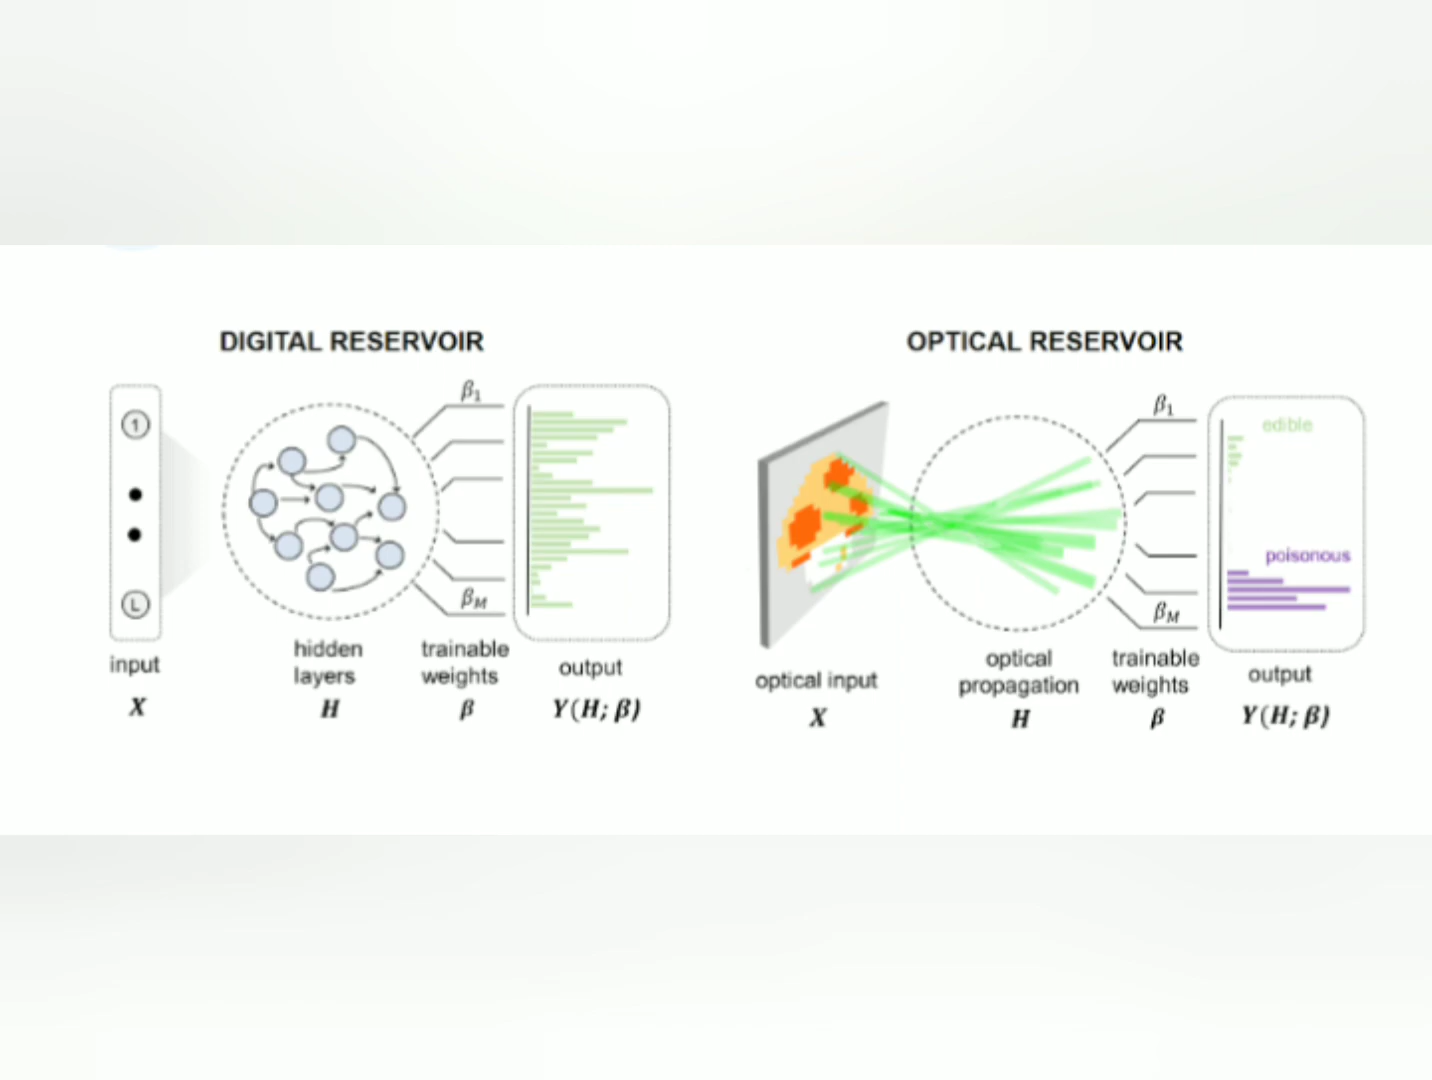 DIGITAL RESERVOIR
1
L
input
X
hidden
layers
H
β1
βM
trainable
weights
β
output
Y(H; β)
OPTICAL RESERVOIR
optical input
X
optical
propagation
H
β1
βM
trainable
weights
β
edible
poisonous
output
Y(H; β)